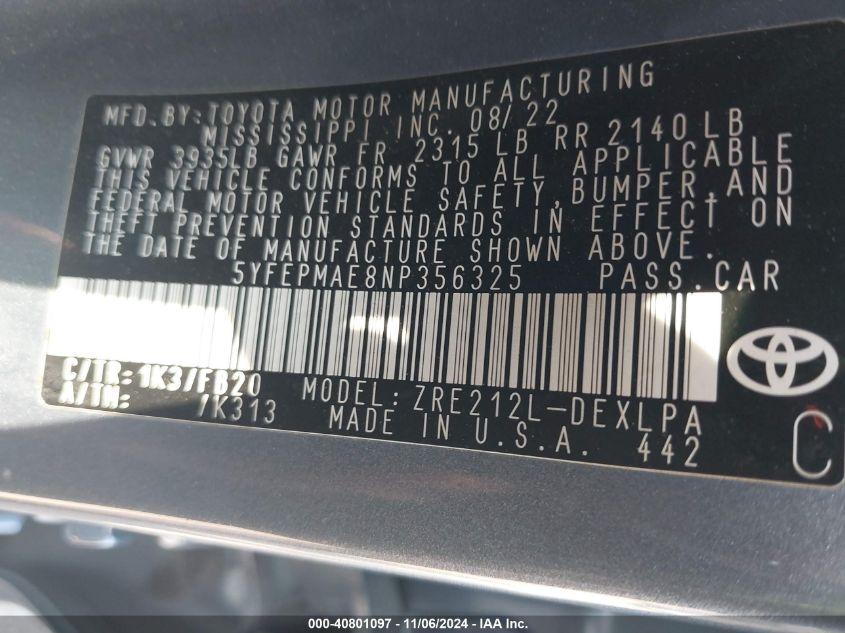 MFD.BY:TOYOTA MOTOR MANUFACTURING
MISSISSIPPI INC. 08/22
GVWR 3935LB GAWR FR 2315 LB RR 2140 LB
THIS VEHICLE CONFORMS TO ALL APPLICABLE
FEDERAL MOTOR VEHICLE SAFETY,BUMPER,AND
THEFT PREVENTION STANDARDS IN EFFECT ON
THE DATE OF MANUFACTURE SHOWN ABOVE.
5YFEPMAE8NP356325 PASS.CAR
C/TR: 1K3/FB20 MODEL:ZRE212L-DEXLPA
A/TM: /K313 MADE IN U.S.A. 442 C
000-40801097 - 11/06/2024 - IAA Inc.